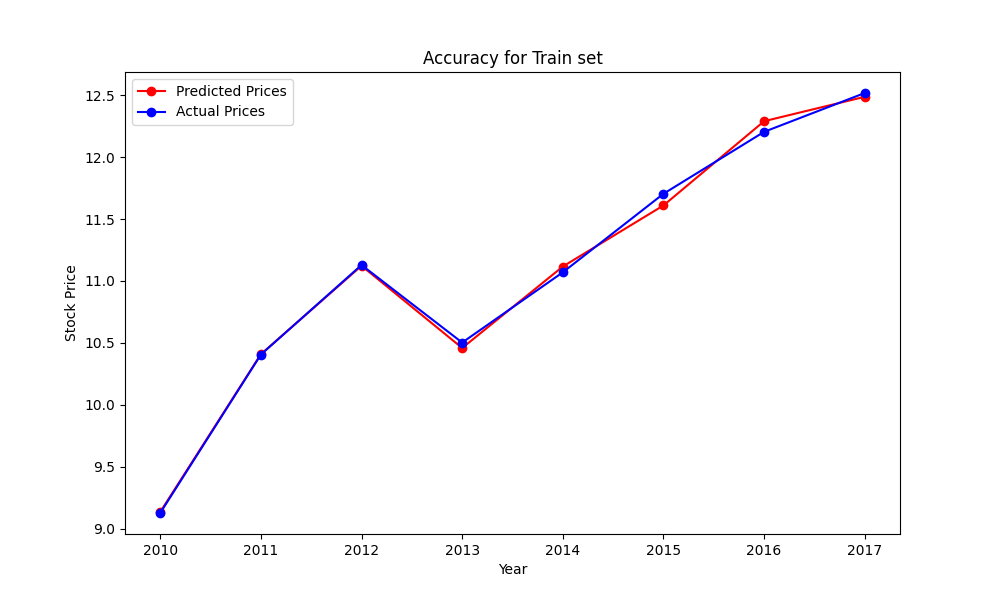 Accuracy for Train set
Predicted Prices
Actual Prices
12.5
12.0
11.5
11.0
10.5
10.0
9.5
9.0
Stock Price
2010 2011 2012 2013 2014 2015 2016 2017
Year